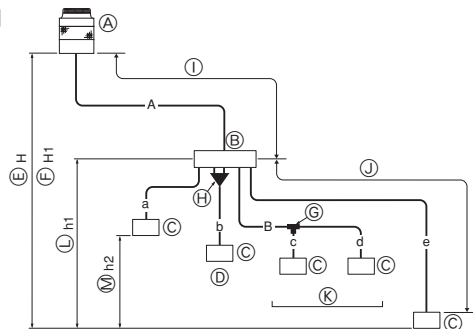 Ⓐ
Ⓘ
A
Ⓑ
Ⓔ H
Ⓕ H1
Ⓙ
Ⓛ h1
a
Ⓗ
Ⓖ
B
Ⓒ
b
c
d
e
Ⓜ h2
Ⓒ
Ⓒ
Ⓒ
Ⓓ
Ⓚ
Ⓒ